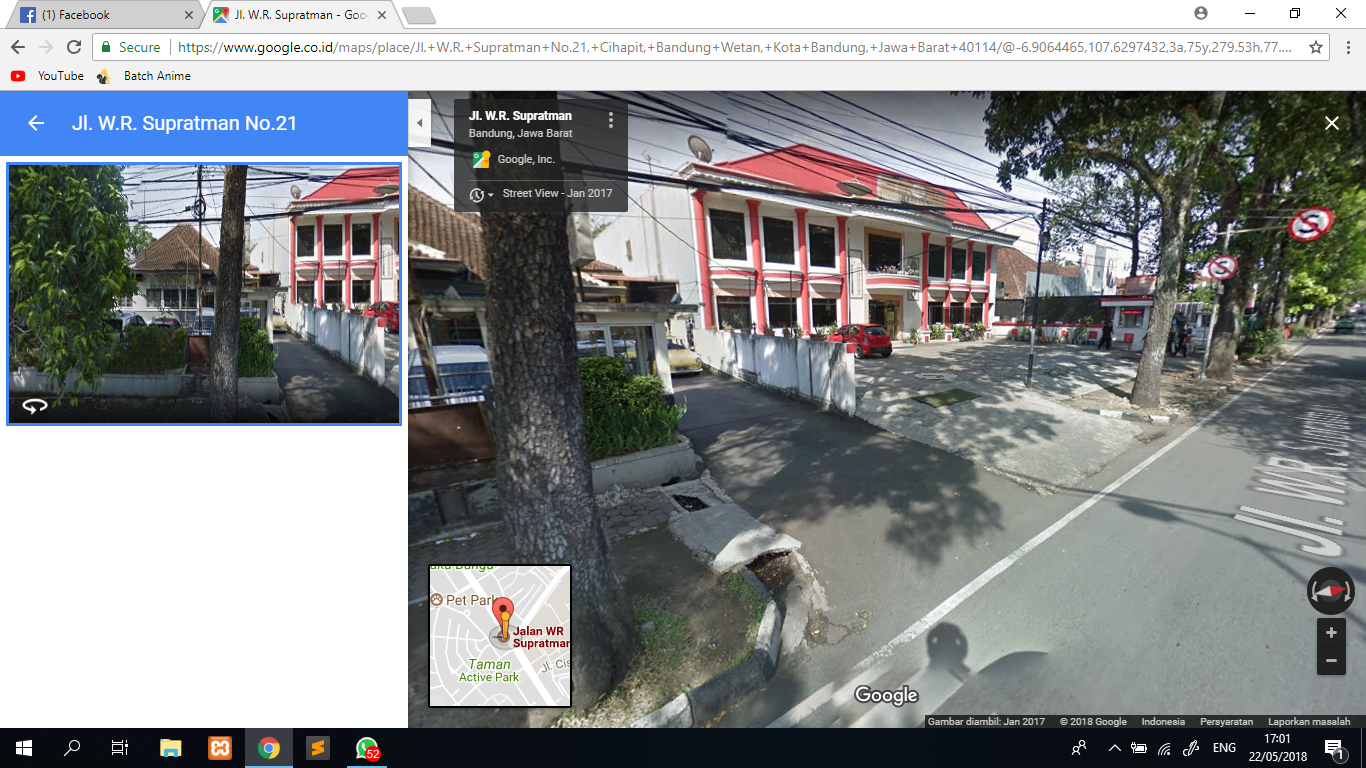 (1) Facebook
Jl. W.R. Supratman - Goo
Secure
https://www.google.co.id/maps/place/Jl.+W.R.+Supratman+No.21,+Cihapit,+Bandung+Wetan,+Kota+Bandung,+Jawa+Barat+40114/@-6.9064465,107.6297432,3a,75y,279.53h,77....
YouTube
Batch Anime
Jl. W.R. Supratman No.21
Jl. W.R. Supratman
Bandung, Jawa Barat
Google, Inc.
Street View - Jan 2017
Jl. W.R. Supratm
Pet Park
Jalan WR
Supratman
Jl. Cis
Taman
Active Park
Google
Gambar diambil: Jan 2017 © 2018 Google Indonesia Persyaratan Laporkan masalah
52
ENG
17:01
22/05/2018
1